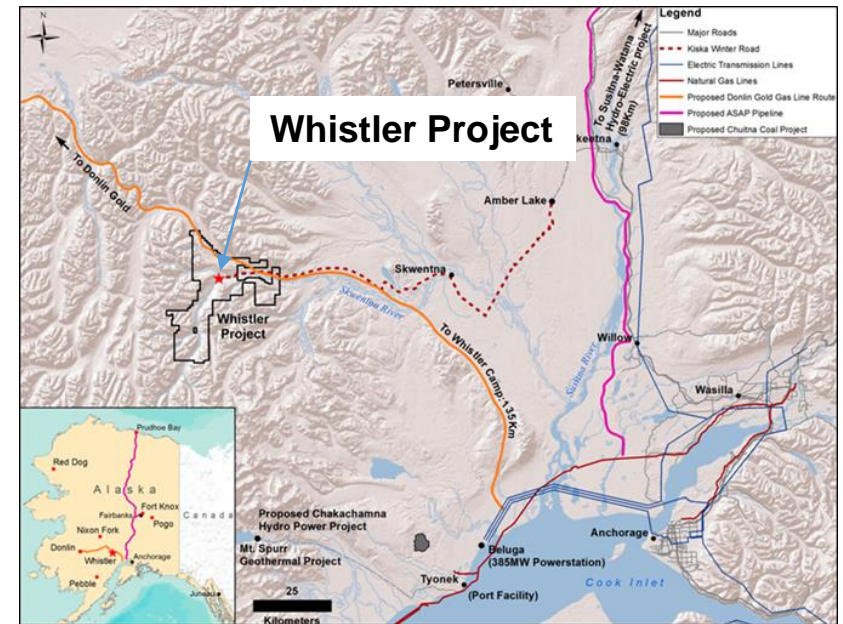 N
Petersville
To Susitna-Watana
Hydro-Electric project
(98Km)
Legend
Major Roads
Kiska Winter Road
Electric Transmission Lines
Natural Gas Lines
Proposed Donlin Gold Gas Line Route
Proposed ASAP Pipeline
Proposed Chuitna Coal Project
Whistler Project
keetna
To Donlin Gold
Amber Lake
Skwentna
Skwentna River
Whistler
Project
To Whistler Camp:135Km
Susitna River
Willow
Wasilla
Prudhoe Bay
Red Dog
Alaska
Canada
Fort Knox
Fairbanks
Pogo
Nixon Fork
Donlin
Whistler
Anchorage
Pebble
Juneau
Proposed Chakachamna
Hydro Power Project
Mt. Spurr
Geothermal Project
Beluga
(385MW Powerstation)
Anchorage
Tyonek
(Port Facility)
Cook Inlet
25
Kilometers